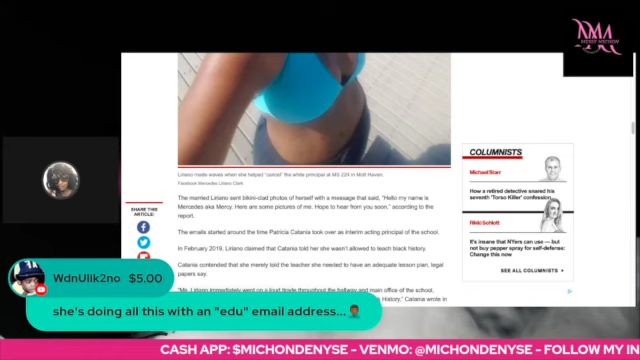 NMA
Liriano made waves when she helped "cancel" the white principal at MS 224 in Mott Haven.
Facebook Mercedes Liriano Clark
The married Liriano sent bikini-clad photos of herself with a message that said, "Hello my name is
Mercedes aka Mercy. Here are some pictures of me. Hope to hear from you soon," according to the
report.
The emails started around the time Patricia Catania took over as interim acting principal of the school.
In February 2019, Liriano claimed that Catania told her she wasn't allowed to teach black history.
Catania contended that she merely told the teacher she needed to have an adequate lesson plan, legal
papers say.
"Ms. Liriano immediately went on a loud tirade throughout the hallway and main office of the school,
History," Catania wrote in
SHARE THIS
ARTICLE:
COLUMNISTS
Michael Starr
How a retired detective snared his
seventh 'Torso Killer' confession
It's insane that N'Yers can use — but
not buy pepper spray for self-defense:
Change this now
SEE ALL COLUMNISTS
WdnUlik2no $5.00
she's doing all this with an "edu" email address...
CASH APP: $MICHONDENYSE - VENMO: @MICHONDENYSE - FOLLOW MY IN